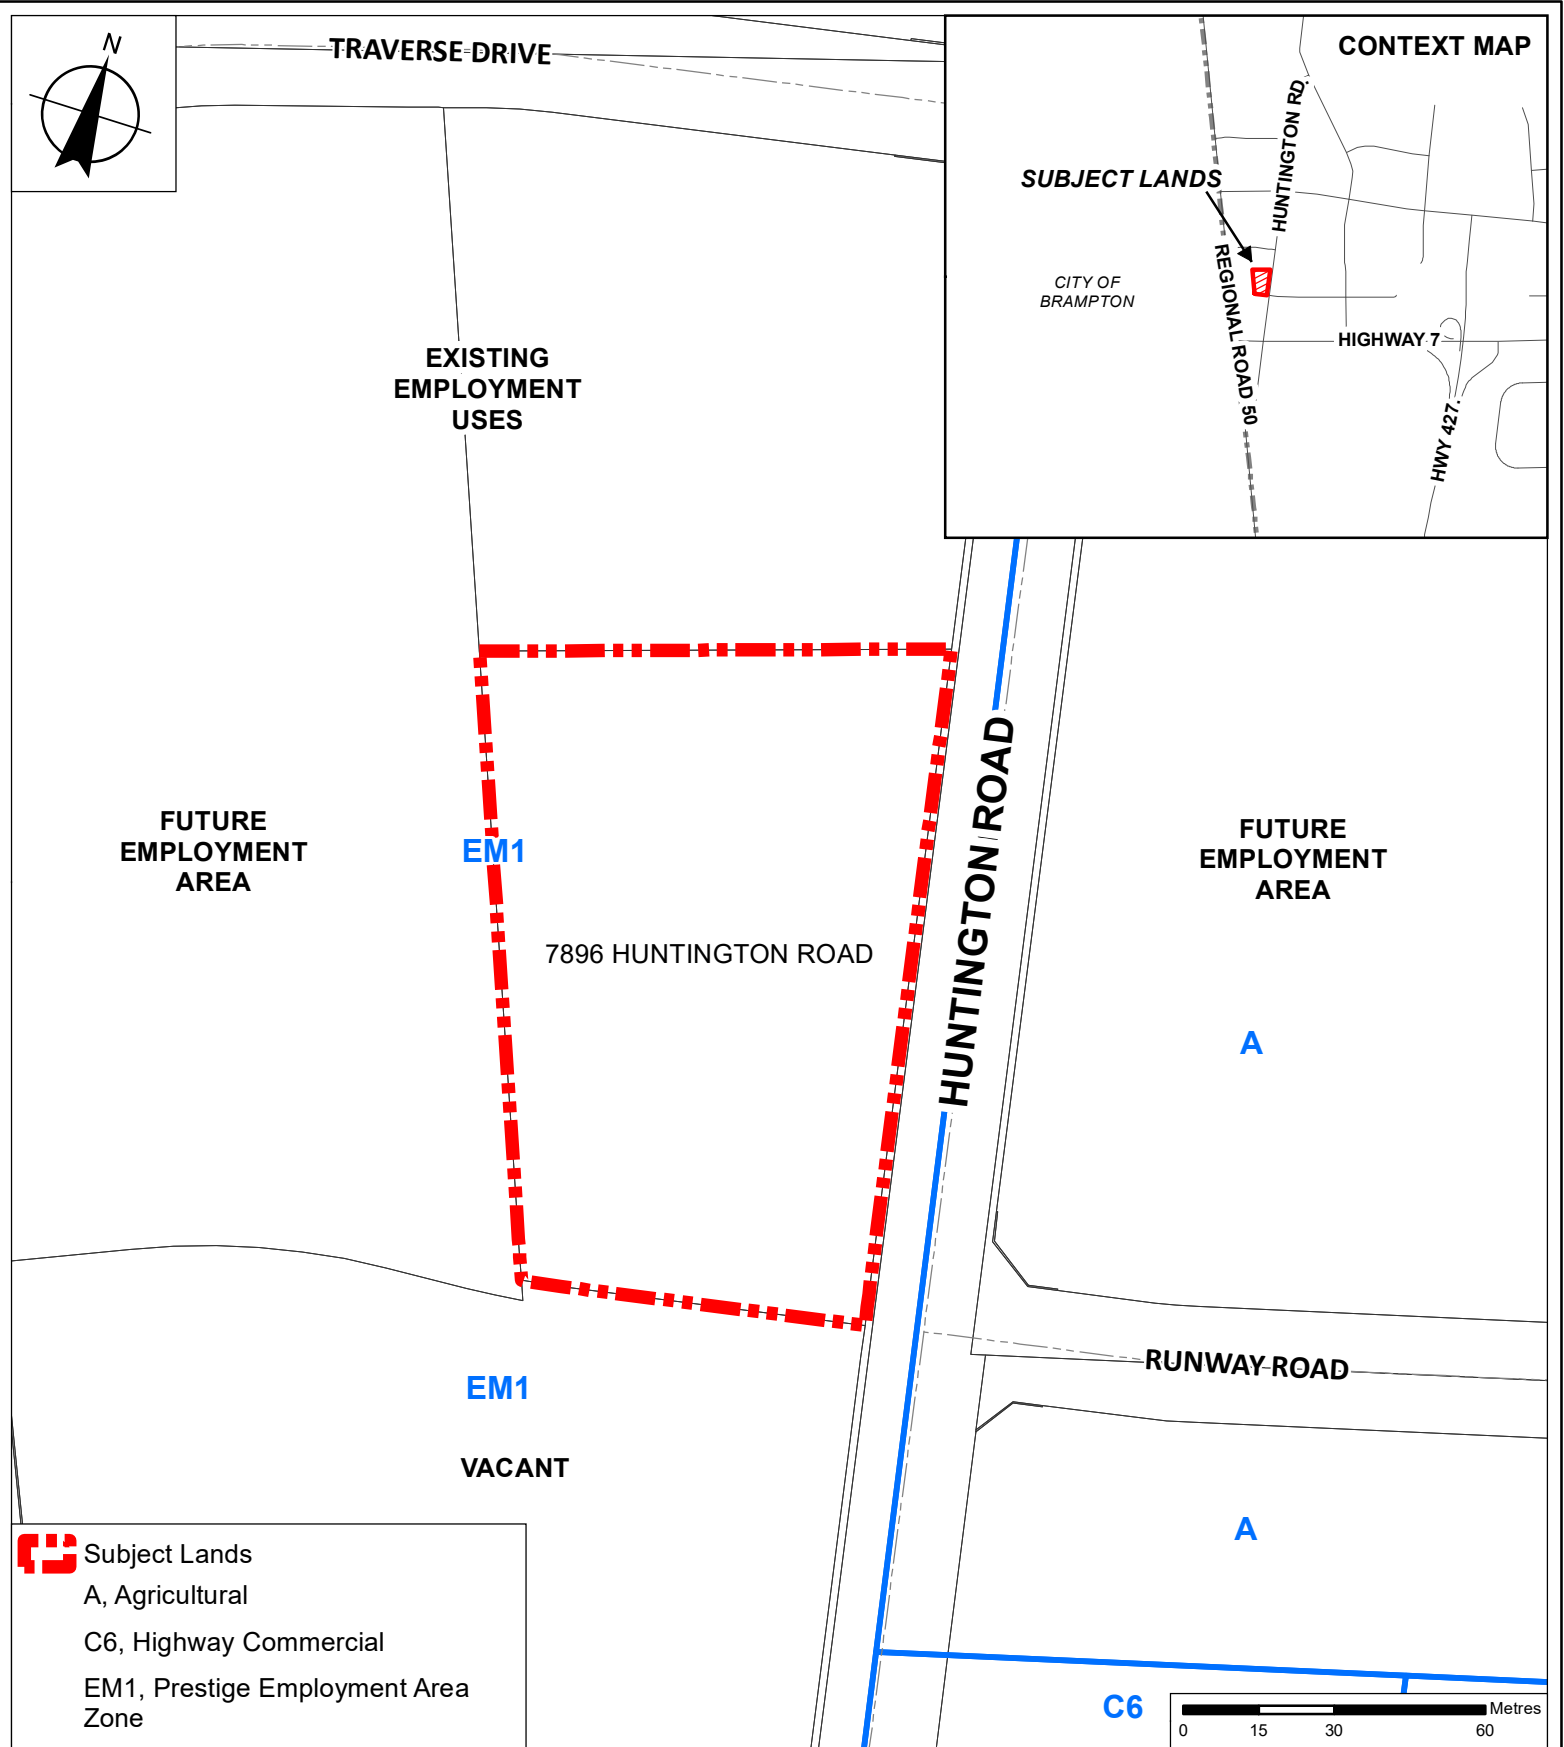 N
TRAVERSE DRIVE
CONTEXT MAP
HUNTINGTON RD.
SUBJECT LANDS
REGIONAL ROAD 50
CITY OF
BRAMPTON
HIGHWAY 7
HWY 427.
EXISTING
EMPLOYMENT
USES
FUTURE
EMPLOYMENT
AREA
EM1
7896 HUNTINGTON ROAD
HUNTINGTON ROAD
FUTURE
EMPLOYMENT
AREA
A
RUNWAY ROAD
EM1
VACANT
A
C6
Subject Lands
A, Agricultural
C6, Highway Commercial
EM1, Prestige Employment Area
Zone
Metres
0 15 30 60